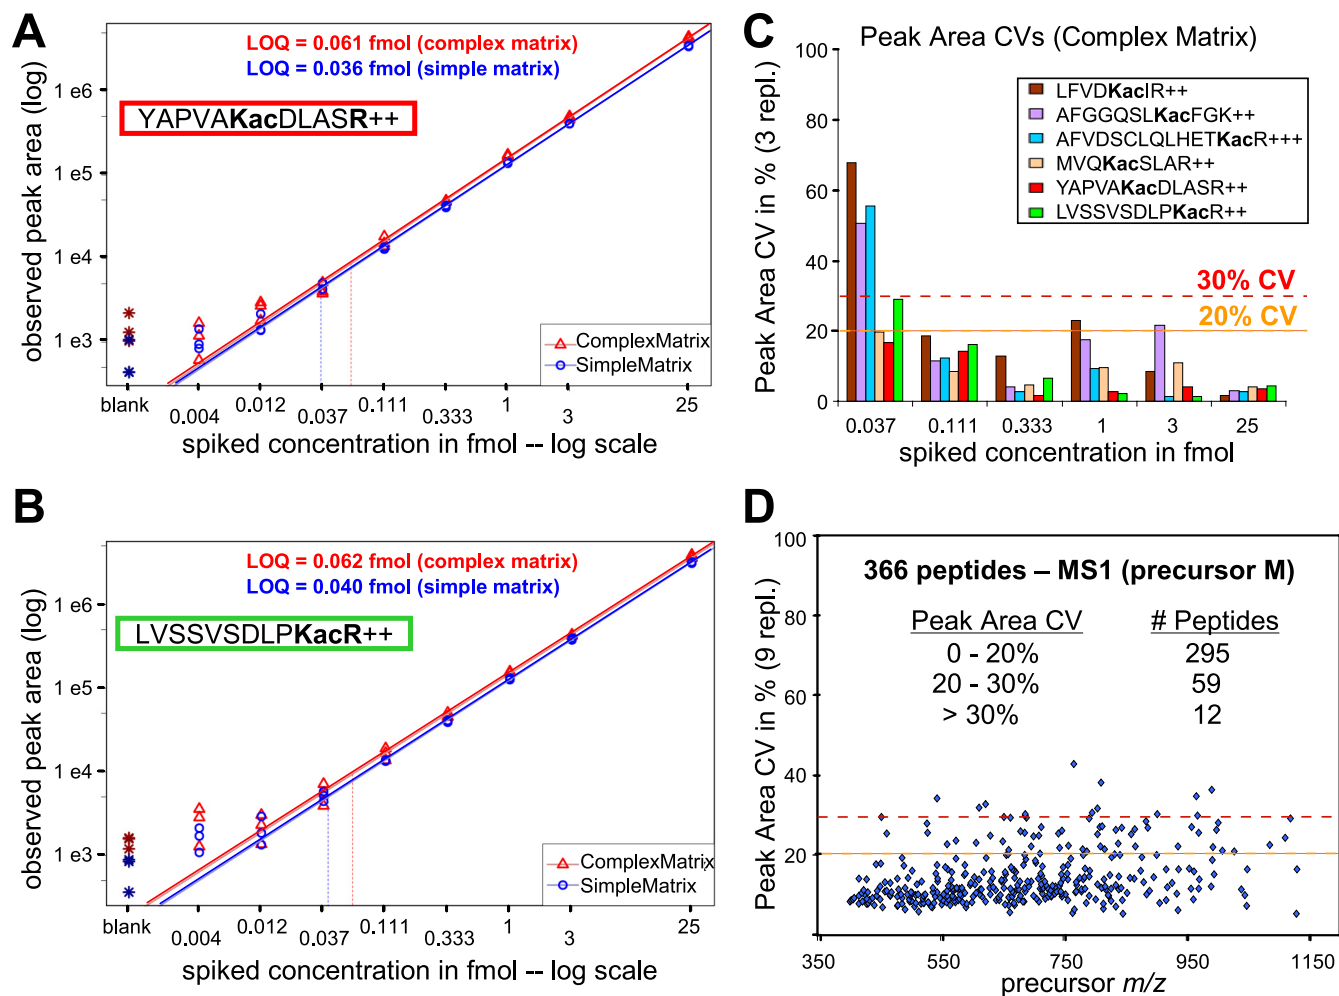 A
LOQ = 0.061 fmol (complex matrix)
LOQ = 0.036 fmol (simple matrix)
YAPVAKacDLASR++
observed peak area (log)
1 e6
1 e5
1 e4
1 e3
ComplexMatrix
SimpleMatrix
blank 0.004 0.012 0.037 0.111 0.333 1 3 25
spiked concentration in fmol -- log scale
B
LOQ = 0.062 fmol (complex matrix)
LOQ = 0.040 fmol (simple matrix)
LVSSVSDLPKacR++
observed peak area (log)
1 e6
1 e5
1 e4
1 e3
ComplexMatrix
SimpleMatrix
blank 0.004 0.012 0.037 0.111 0.333 1 3 25
spiked concentration in fmol -- log scale
C
Peak Area CVs (Complex Matrix)
Peak Area CV in % (3 repl.)
100
80
60
40
20
0
LFVDKacIR++
AFGGQSLKacFGK++
AFVDSCLQLHETKacR+++
MVQKacSLAR++
YAPVAKacDLASR++
LVSSVSDLPKacR++
30% CV
20% CV
0.037 0.111 0.333 1 3 25
spiked concentration in fmol
D
366 peptides – MS1 (precursor M)
Peak Area CV # Peptides
0 - 20% 295
20 - 30% 59
> 30% 12
Peak Area CV in % (9 repl.)
100
80
60
40
20
350 550 750 950 1150
precursor m/z